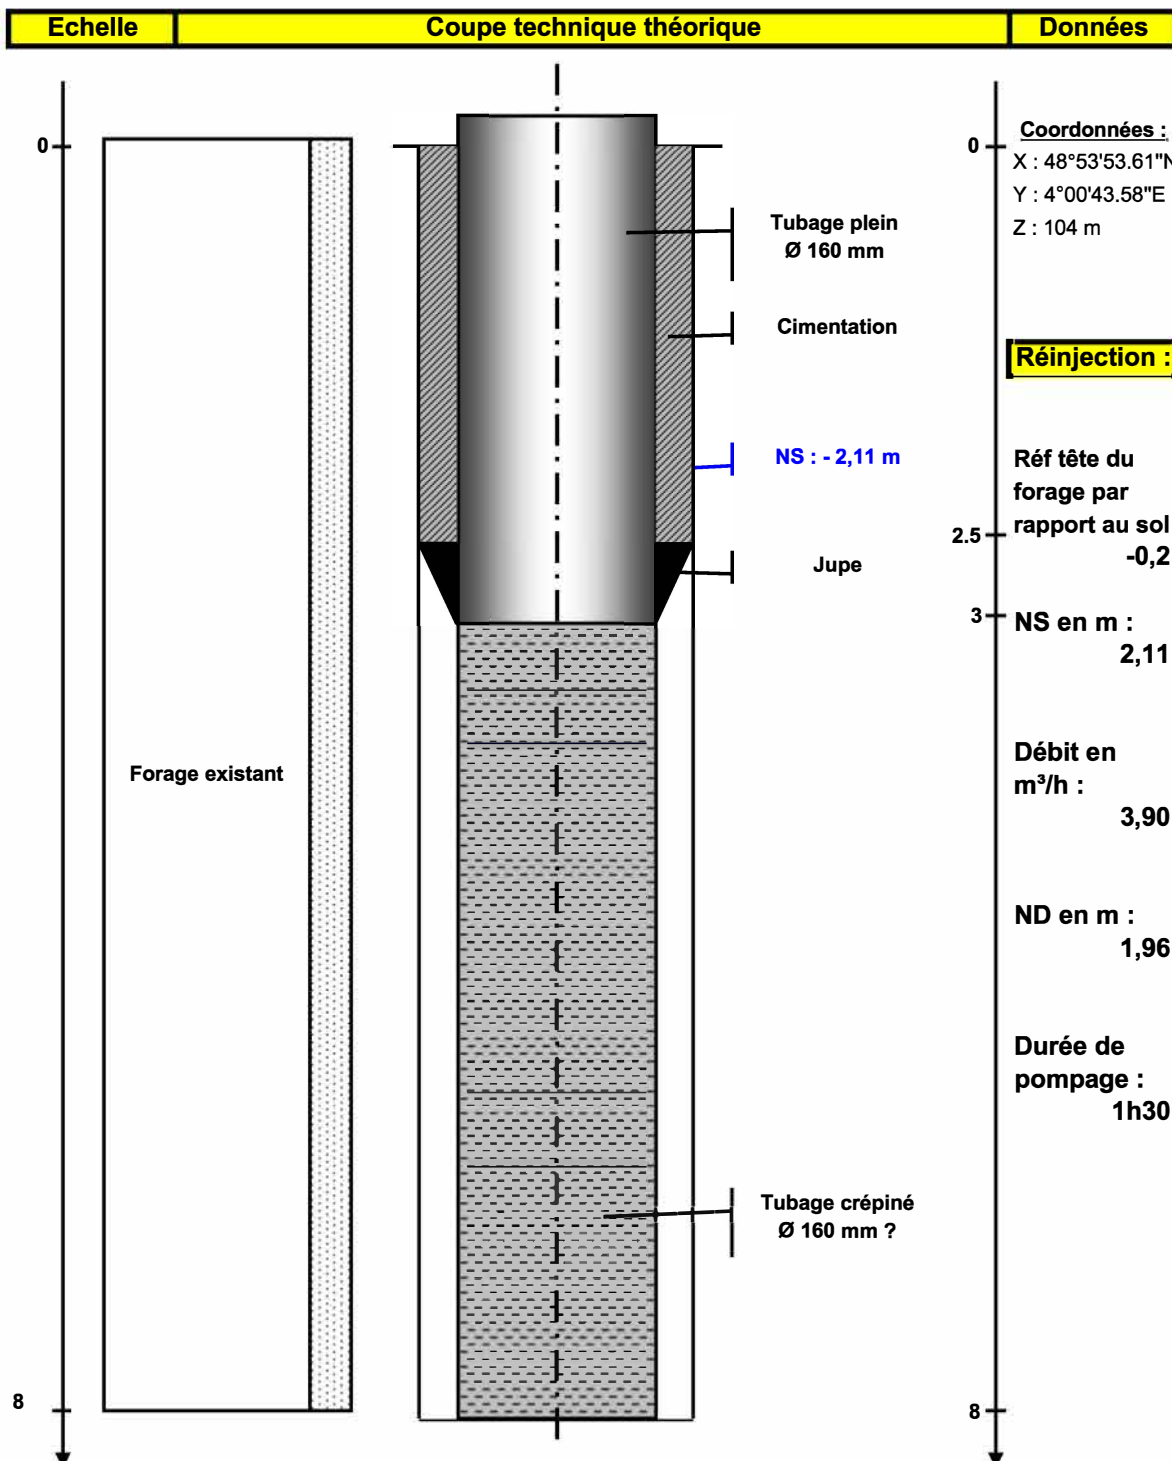 Echelle
Coupe technique théorique
Données
0
0
Coordonnées :
X : 48°53'53.61"N
Y : 4°00'43.58"E
Z : 104 m
Tubage plein
Ø 160 mm
Cimentation
Réinjection :
NS : - 2,11 m
Réf tête du
forage par
rapport au sol
-0,2
2.5
Jupe
3
NS en m :
2,11
Forage existant
Débit en
m³/h :
3,90
ND en m :
1,96
Durée de
pompage :
1h30
Tubage crépiné
Ø 160 mm ?
8
8